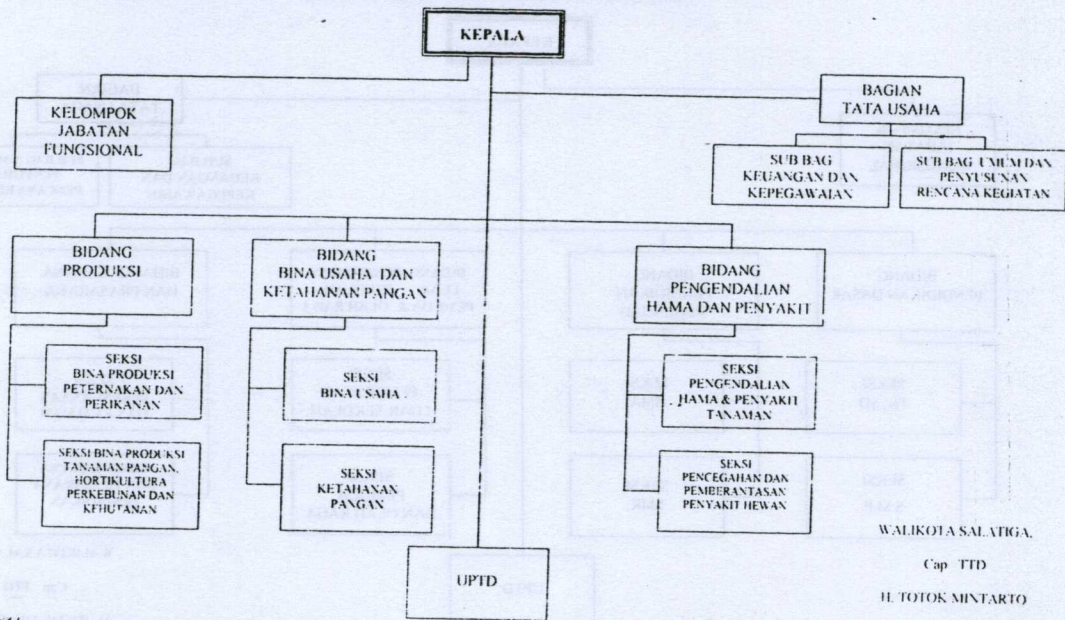 KEPALA
KELOMPOK
JABATAN
FUNGSIONAL
BAGIAN
TATA USAHA
SUB BAG
KEUANGAN DAN
KEPEGAWAIAN
SUB BAG UMUM DAN
PENYUSUNAN
RENCANA KEGIATAN
BIDANG
PRODUKSI
BIDANG
BINA USAHA DAN
KETAHANAN PANGAN
BIDANG
PENGENDALIAN
HAMA DAN PENYAKIT
SEKSI
BINA PRODUKSI
PETERNAKAN DAN
PERIKANAN
SEKSI
BINA USAHA
SEKSI
PENGENDALIAN
HAMA & PENYAKIT
TANAMAN
SEKSI BINA PRODUKSI
TANAMAN PANGAN,
HORTIKULTURA
PERKEBUNAN DAN
KEHUTANAN
SEKSI
KETAHANAN
PANGAN
SEKSI
PENCEGAHAN DAN
PEMBERANTASAN
PENYAKIT HEWAN
UPTD
WALIKOTA SALATIGA,
Cap TTD
H. TOTOK MINTARTO